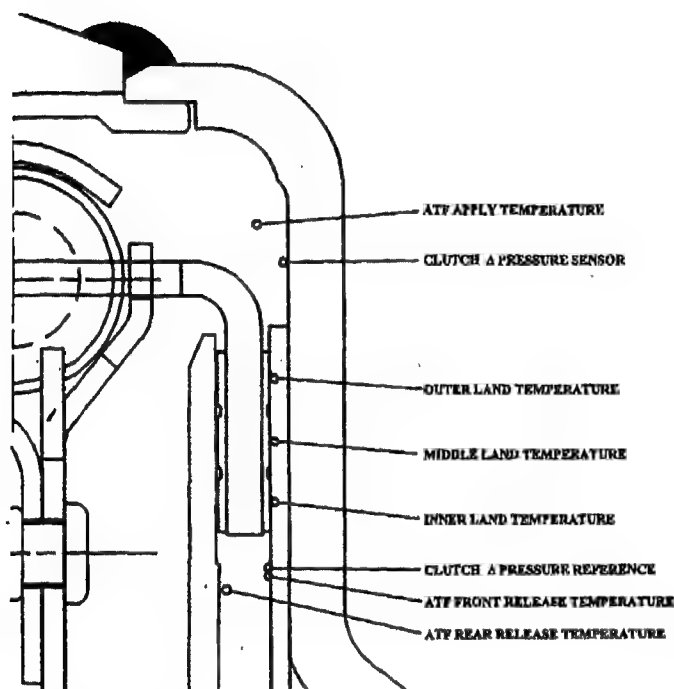 ATF APPLY TEMPERATURE
CLUTCH Δ PRESSURE SENSOR
OUTER LAND TEMPERATURE
MIDDLE LAND TEMPERATURE
INNER LAND TEMPERATURE
CLUTCH Δ PRESSURE REFERENCE
ATF FRONT RELEASE TEMPERATURE
ATF REAR RELEASE TEMPERATURE